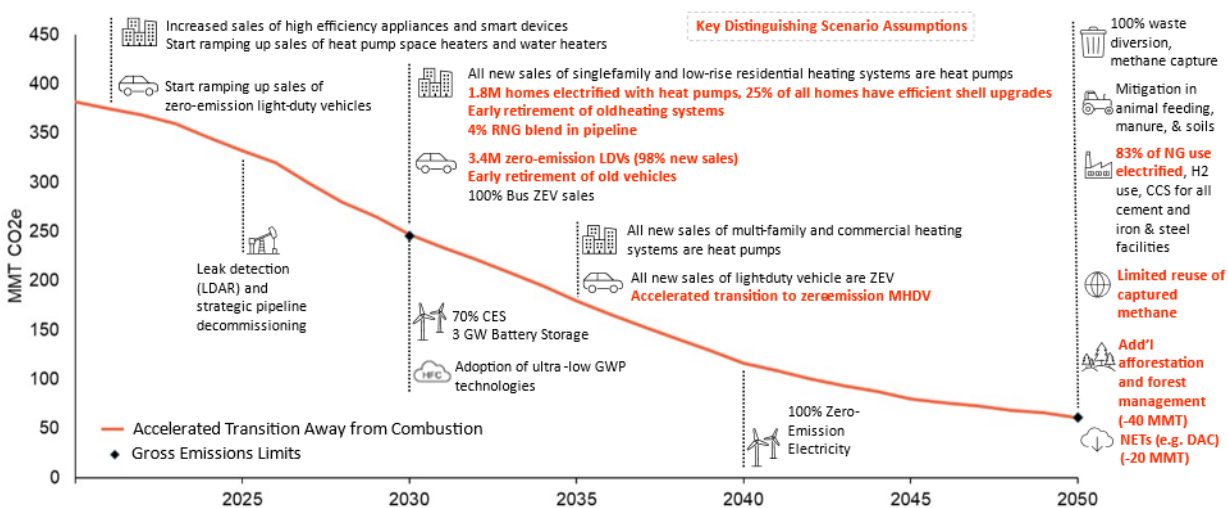 Increased sales of high efficiency appliances and smart devices
Start ramping up sales of heat pump space heaters and water heaters
Key Distinguishing Scenario Assumptions
Start ramping up sales of
zero-emission light-duty vehicles
All new sales of singlefamily and low-rise residential heating systems are heat pumps
1.8M homes electrified with heat pumps, 25% of all homes have efficient shell upgrades
Early retirement of oldheating systems
4% RNG blend in pipeline
3.4M zero-emission LDVs (98% new sales)
Early retirement of old vehicles
100% Bus ZEV sales
Leak detection
(LDAR) and
strategic pipeline
decommissioning
All new sales of multi-family and commercial heating
systems are heat pumps
All new sales of light-duty vehicle are ZEV
Accelerated transition to zeroemission MHDV
70% CES
3 GW Battery Storage
HFC
Adoption of ultra-low GWP
technologies
100% Zero-
Emission
Electricity
100% waste
diversion,
methane capture
Mitigation in
animal feeding,
manure, & soils
83% of NG use
electrified, H2
use, CCS for all
cement and
iron & steel
facilities
Limited reuse of
captured
methane
Add'l
afforestation
and forest
management
(-40 MMT)
NETs (e.g. DAC)
(-20 MMT)
Accelerated Transition Away from Combustion
Gross Emissions Limits
MMT CO2e
450
400
350
300
250
200
150
100
50
0
2025
2030
2035
2040
2045
2050